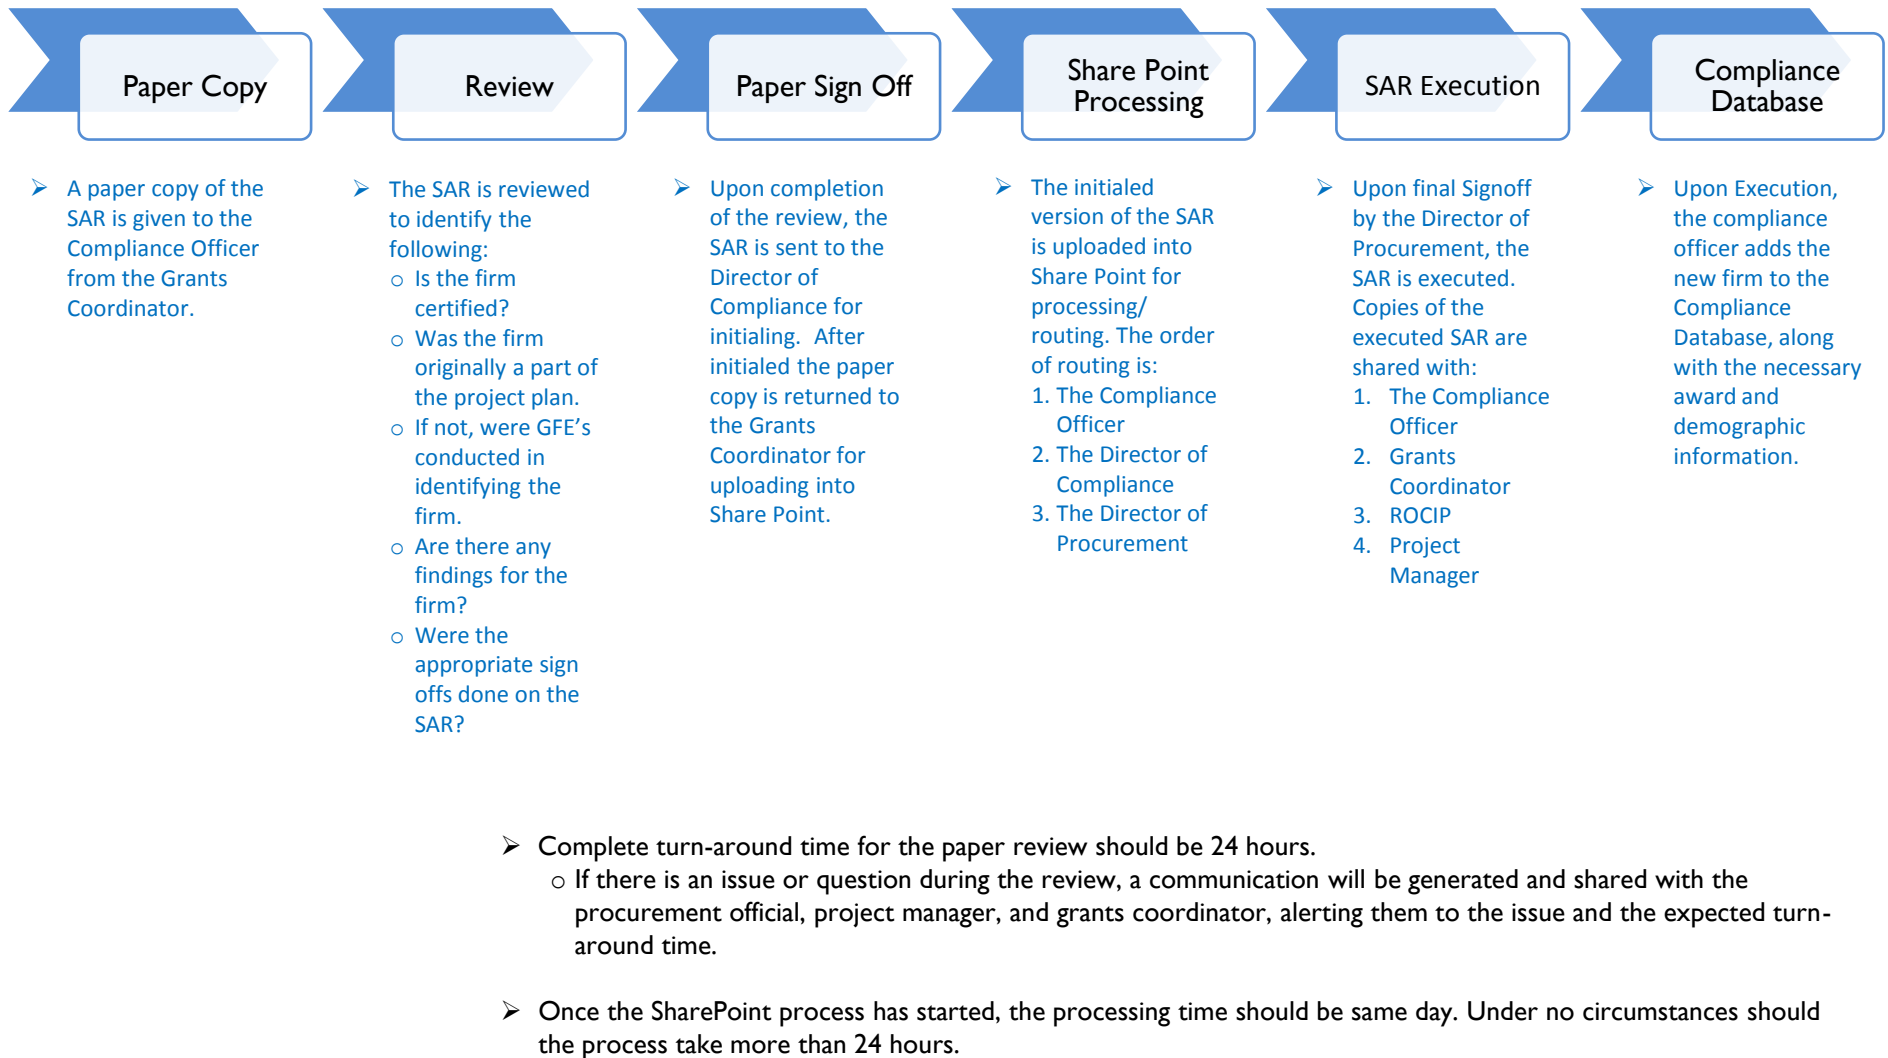 Paper Copy
Review
Paper Sign Off
Share Point
Processing
SAR Execution
Compliance
Database
➢ A paper copy of the
SAR is given to the
Compliance Officer
from the Grants
Coordinator.
➢ The SAR is reviewed
to identify the
following:
o Is the firm
certified?
o Was the firm
originally a part of
the project plan.
o If not, were GFE’s
conducted in
identifying the
firm.
o Are there any
findings for the
firm?
o Were the
appropriate sign
offs done on the
SAR?
➢ Upon completion
of the review, the
SAR is sent to the
Director of
Compliance for
initialing. After
initialed the paper
copy is returned to
the Grants
Coordinator for
uploading into
Share Point.
➢ The initialed
version of the SAR
is uploaded into
Share Point for
processing/
routing. The order
of routing is:
1. The Compliance
Officer
2. The Director of
Compliance
3. The Director of
Procurement
➢ Upon final Signoff
by the Director of
Procurement, the
SAR is executed.
Copies of the
executed SAR are
shared with:
1. The Compliance
Officer
2. Grants
Coordinator
3. ROCIP
4. Project
Manager
➢ Upon Execution,
the compliance
officer adds the
new firm to the
Compliance
Database, along
with the necessary
award and
demographic
information.
➢ Complete turn-around time for the paper review should be 24 hours.
o If there is an issue or question during the review, a communication will be generated and shared with the
procurement official, project manager, and grants coordinator, alerting them to the issue and the expected turn-
around time.
➢ Once the SharePoint process has started, the processing time should be same day. Under no circumstances should
the process take more than 24 hours.